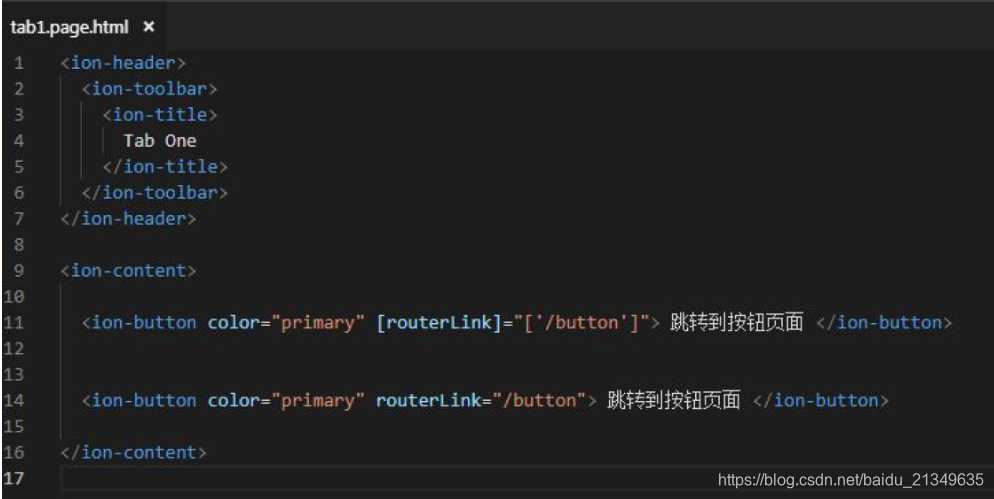 tab1.page.html ×
1 <ion-header>
2 <ion-toolbar>
3 <ion-title>
4 Tab One
5 </ion-title>
6 </ion-toolbar>
7 </ion-header>
8
9 <ion-content>
10
11 <ion-button color="primary" [routerLink]="['/button']"> 跳转到按钮页面 </ion-button>
12
13
14 <ion-button color="primary" routerLink="/button"> 跳转到按钮页面 </ion-button>
15
16 </ion-content>
17
https://blog.csdn.net/baidu_21349635